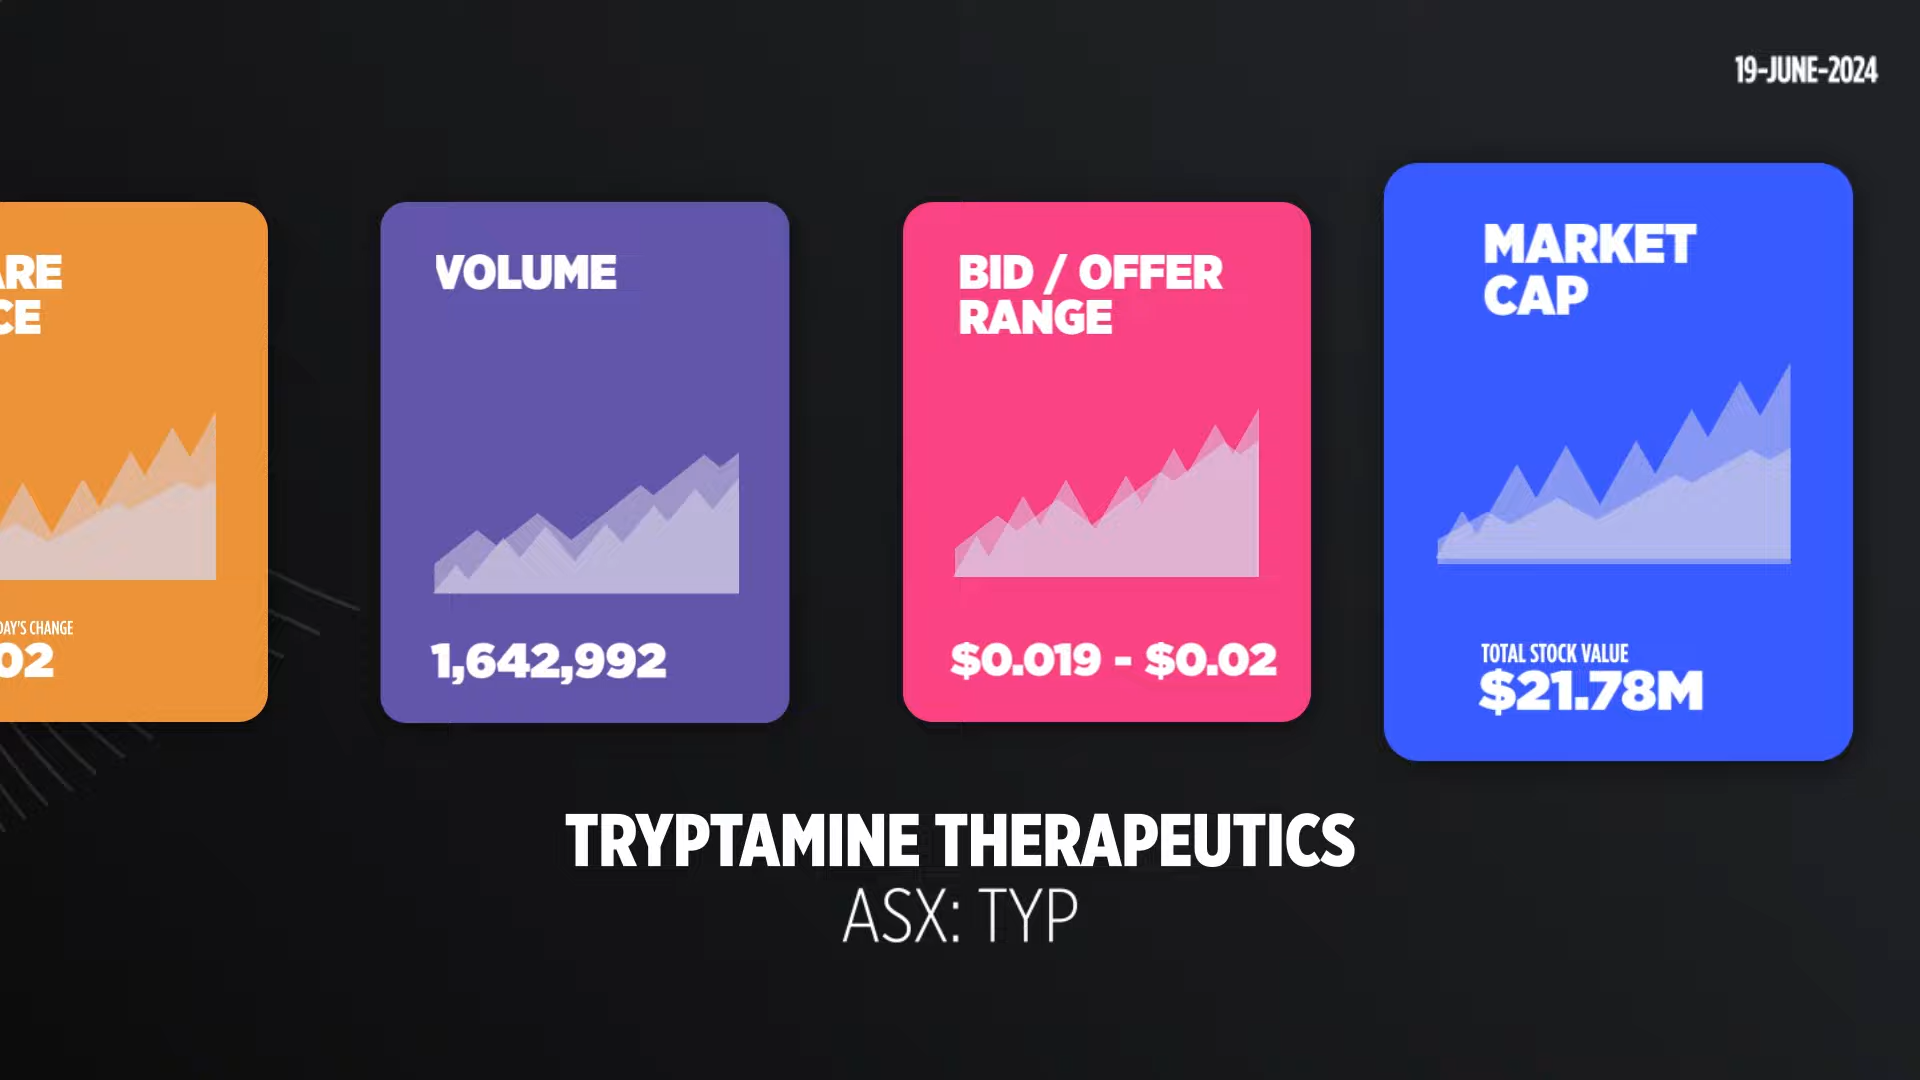 19-JUNE-2024
ARE
CE
DAY'S CHANGE
02
VOLUME
1,642,992
BID / OFFER
RANGE
$0.019 - $0.02
MARKET
CAP
TOTAL STOCK VALUE
$21.78M
TRYPTAMINE THERAPEUTICS
ASX: TYP